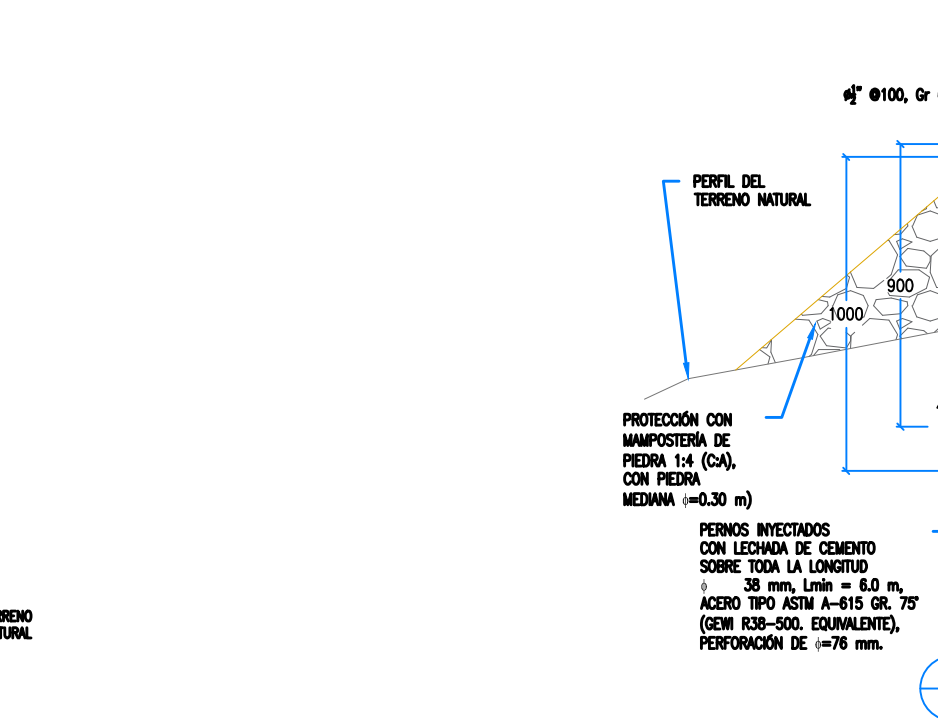 ø1/2" @100, Gr
PERFIL DEL
TERRENO NATURAL
900
1000
PROTECCIÓN CON
MAMPOSTERÍA DE
PIEDRA 1:4 (C:A),
CON PIEDRA
MEDIANA ϕ=0.30 m)
PERNOS INYECTADOS
CON LECHADA DE CEMENTO
SOBRE TODA LA LONGITUD
ϕ 38 mm, Lmin = 6.0 m,
ACERO TIPO ASTM A-615 GR. 75°
(GEWI R38-500. EQUIVALENTE),
PERFORACIÓN DE ϕ=76 mm.
RRENO
TURAL